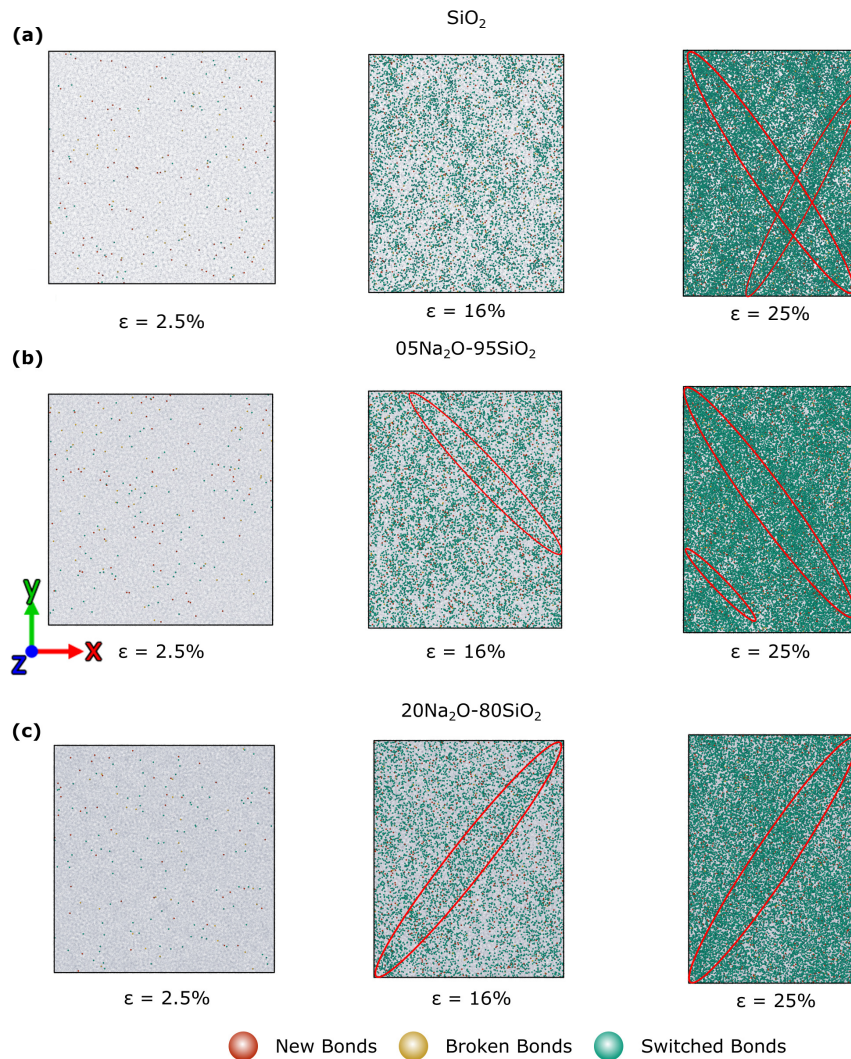 SiO₂
(a)
ε = 2.5%
ε = 16%
ε = 25%
05Na₂O-95SiO₂
(b)
y
x
z
ε = 2.5%
ε = 16%
ε = 25%
20Na₂O-80SiO₂
(c)
ε = 2.5%
ε = 16%
ε = 25%
New Bonds Broken Bonds Switched Bonds